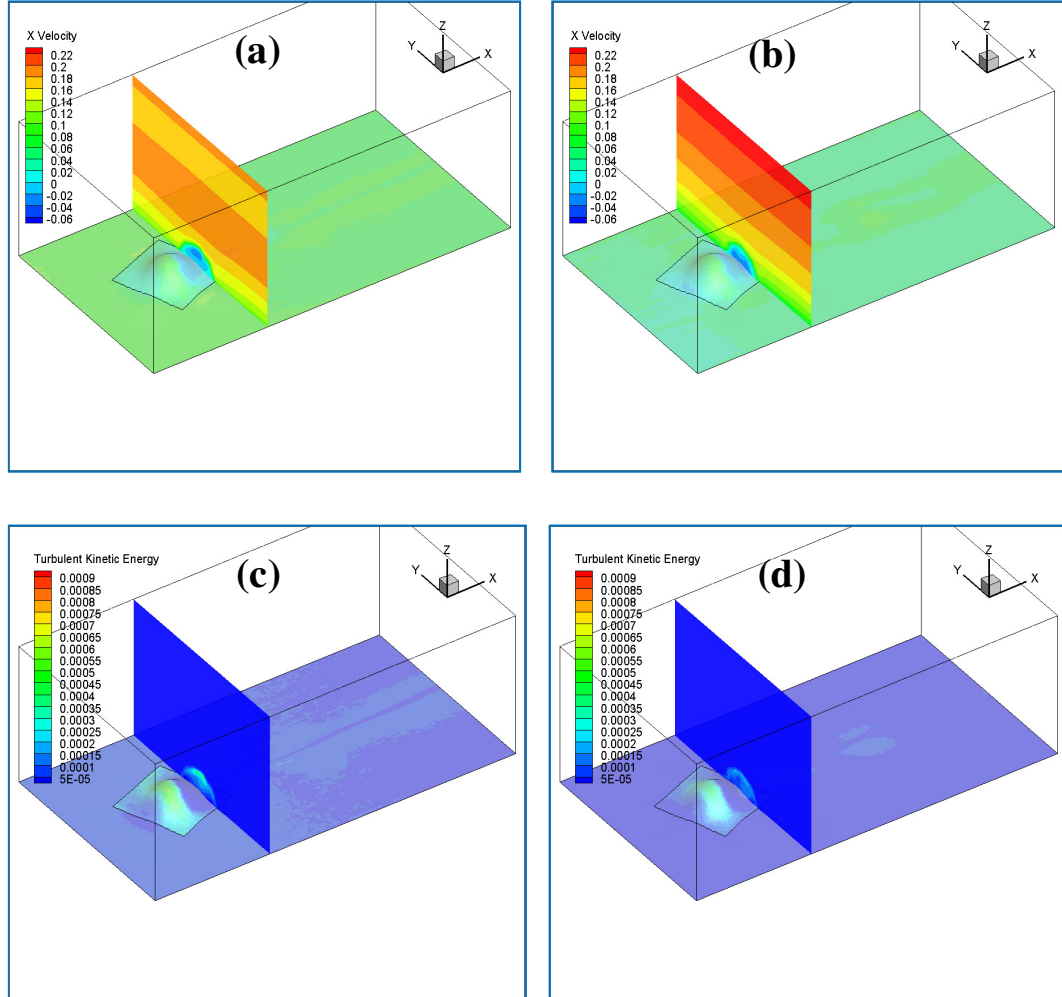 X Velocity
0.22
0.2
0.18
0.16
0.14
0.12
0.1
0.08
0.06
0.04
0.02
0
-0.02
-0.04
-0.06
(a)
Z
Y
X
X Velocity
0.22
0.2
0.18
0.16
0.14
0.12
0.1
0.08
0.06
0.04
0.02
0
-0.02
-0.04
-0.06
(b)
Z
Y
X
Turbulent Kinetic Energy
0.0009
0.00085
0.0008
0.00075
0.0007
0.00065
0.0006
0.00055
0.0005
0.00045
0.0004
0.00035
0.0003
0.00025
0.0002
0.00015
0.0001
5E-05
(c)
Z
Y
X
Turbulent Kinetic Energy
0.0009
0.00085
0.0008
0.00075
0.0007
0.00065
0.0006
0.00055
0.0005
0.00045
0.0004
0.00035
0.0003
0.00025
0.0002
0.00015
0.0001
5E-05
(d)
Z
Y
X